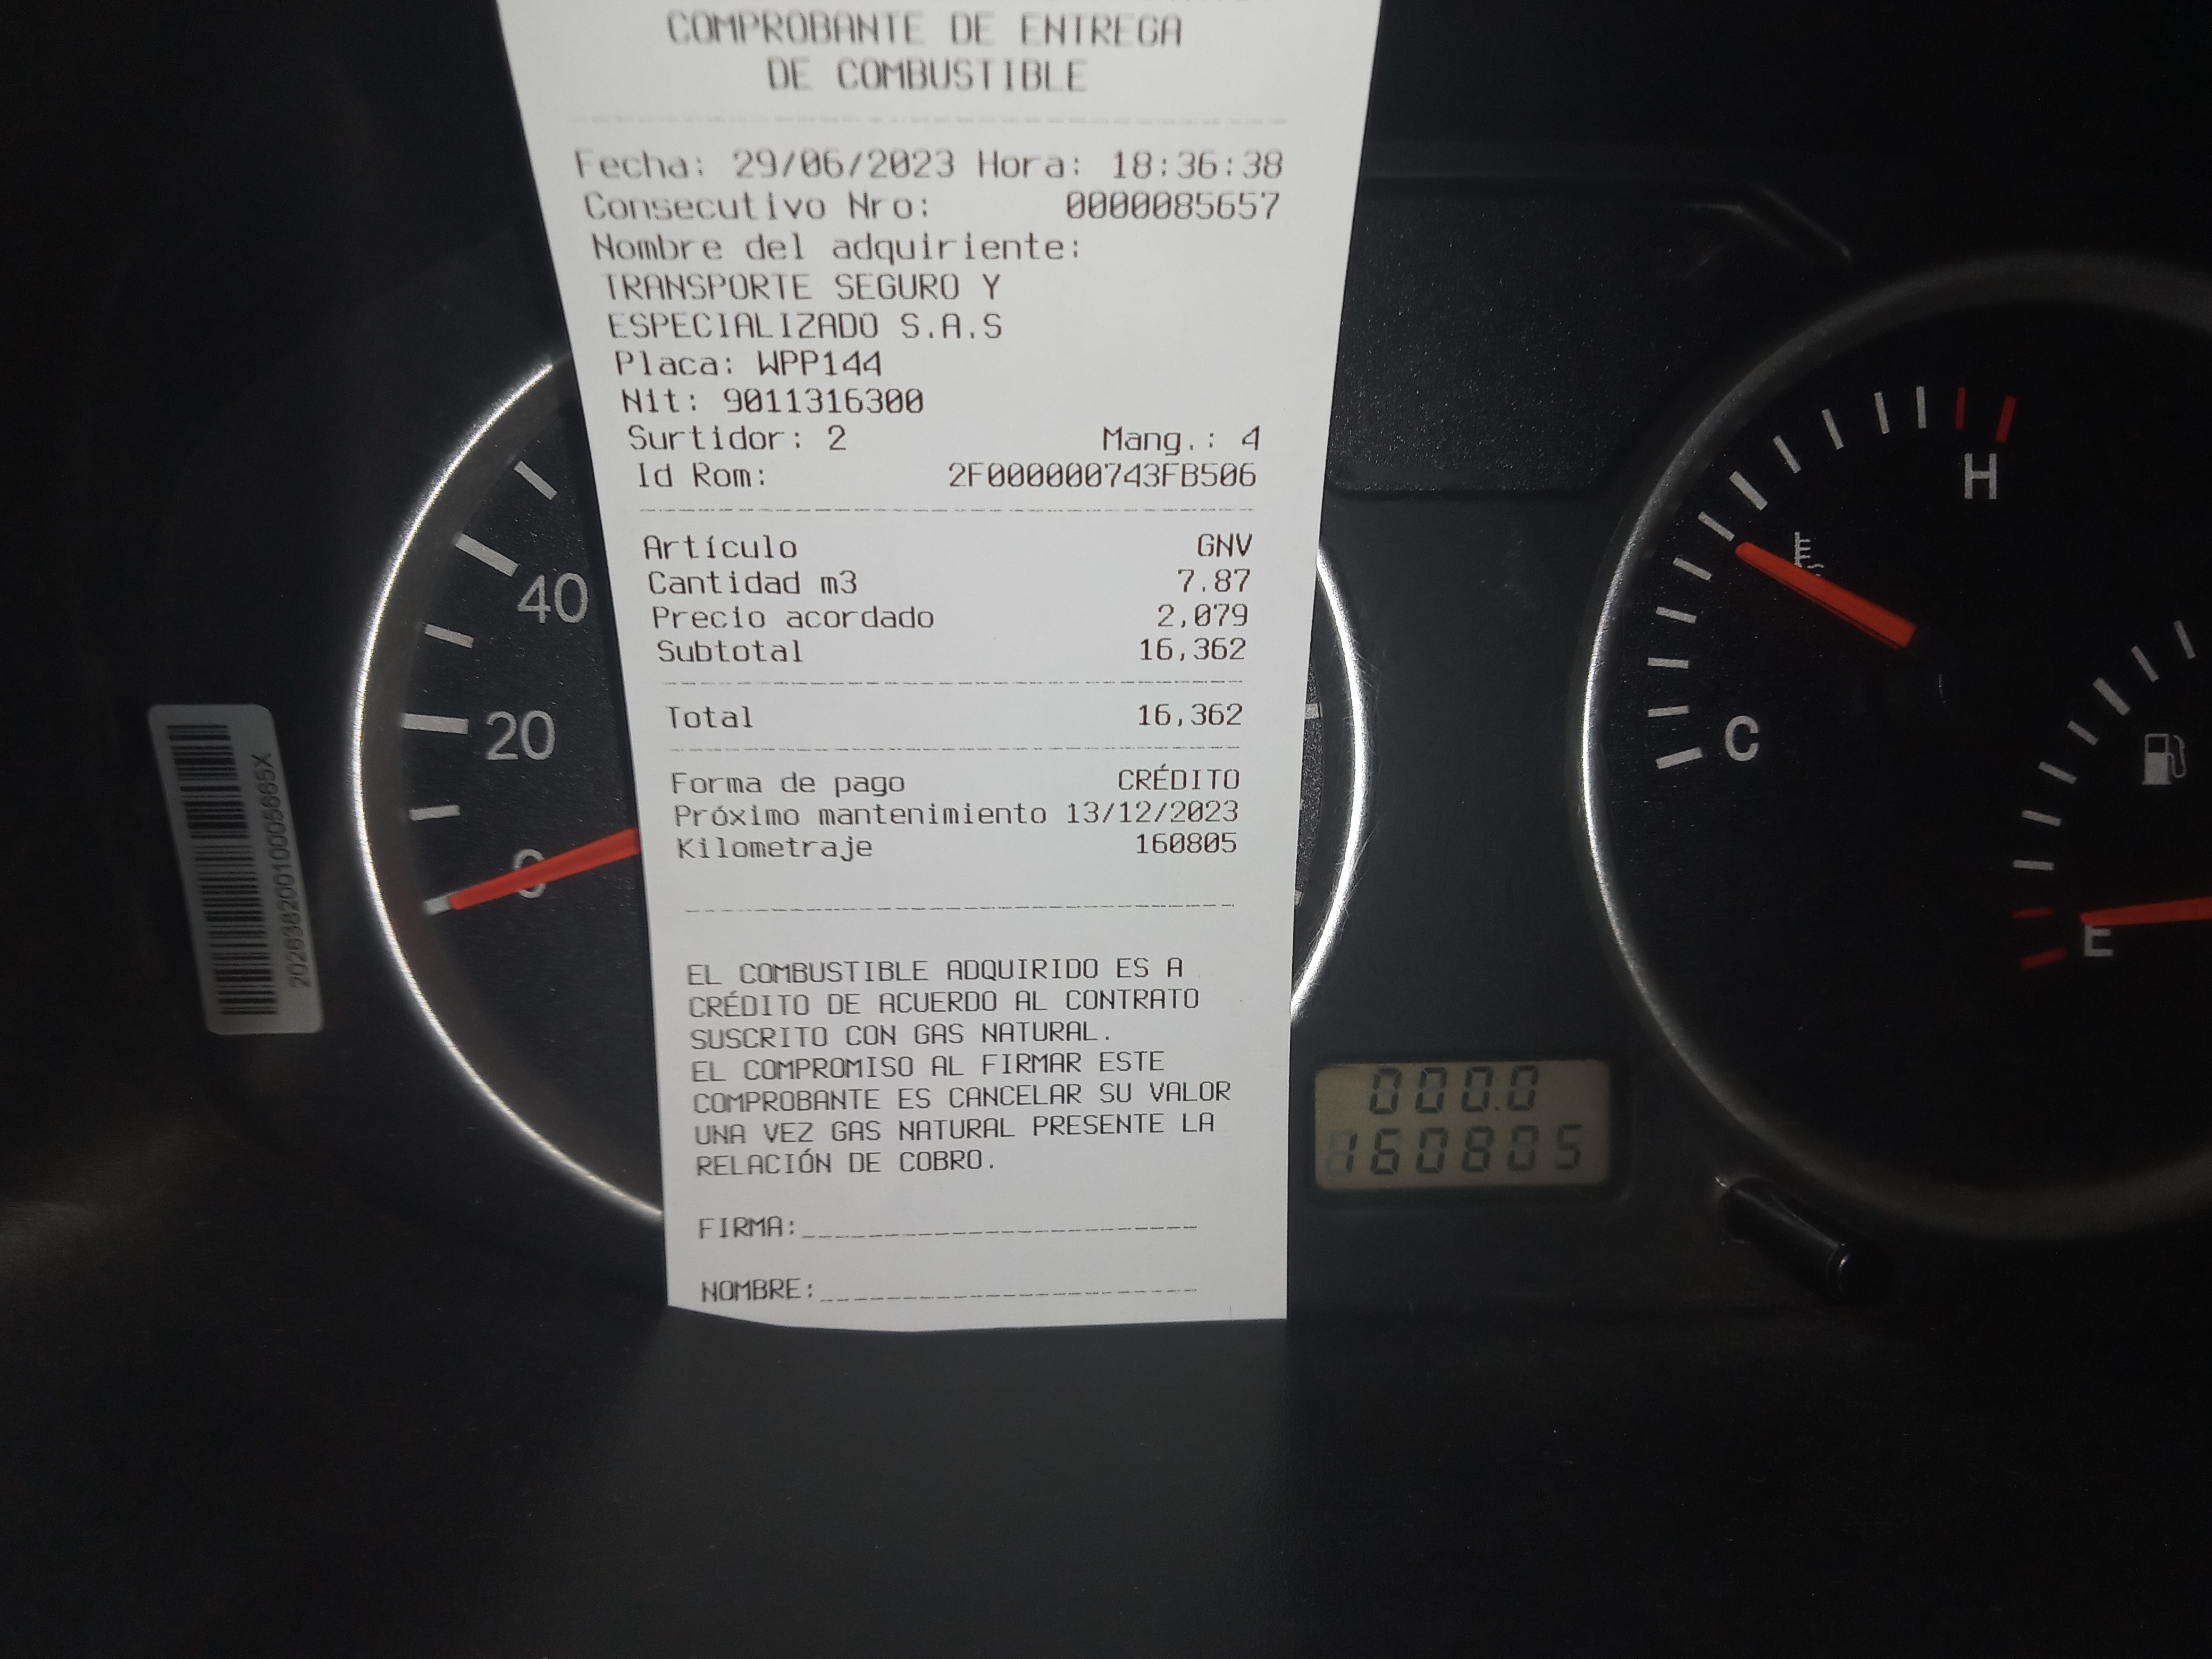 COMPROBANTE DE ENTREGA
DE COMBUSTIBLE
Fecha: 29/06/2023 Hora: 18:36:38
Consecutivo Nro: 0000085657
Nombre del adquiriente:
TRANSPORTE SEGURO Y
ESPECIALIZADO S.A.S
Placa: WPP144
Nit: 9011316300
Surtidor: 2 Mang.: 4
Id Rom: 2F000000743FB506
Artículo GNV
Cantidad m3 7.87
Precio acordado 2,079
Subtotal 16,362
Total 16,362
Forma de pago CRÉDITO
Próximo mantenimiento 13/12/2023
Kilometraje 160805
EL COMBUSTIBLE ADQUIRIDO ES A
CRÉDITO DE ACUERDO AL CONTRATO
SUSCRITO CON GAS NATURAL.
EL COMPROMISO AL FIRMAR ESTE
COMPROBANTE ES CANCELAR SU VALOR
UNA VEZ GAS NATURAL PRESENTE LA
RELACIÓN DE COBRO.
FIRMA:
NOMBRE:
40
20
0
H
C
E
000.0
160805